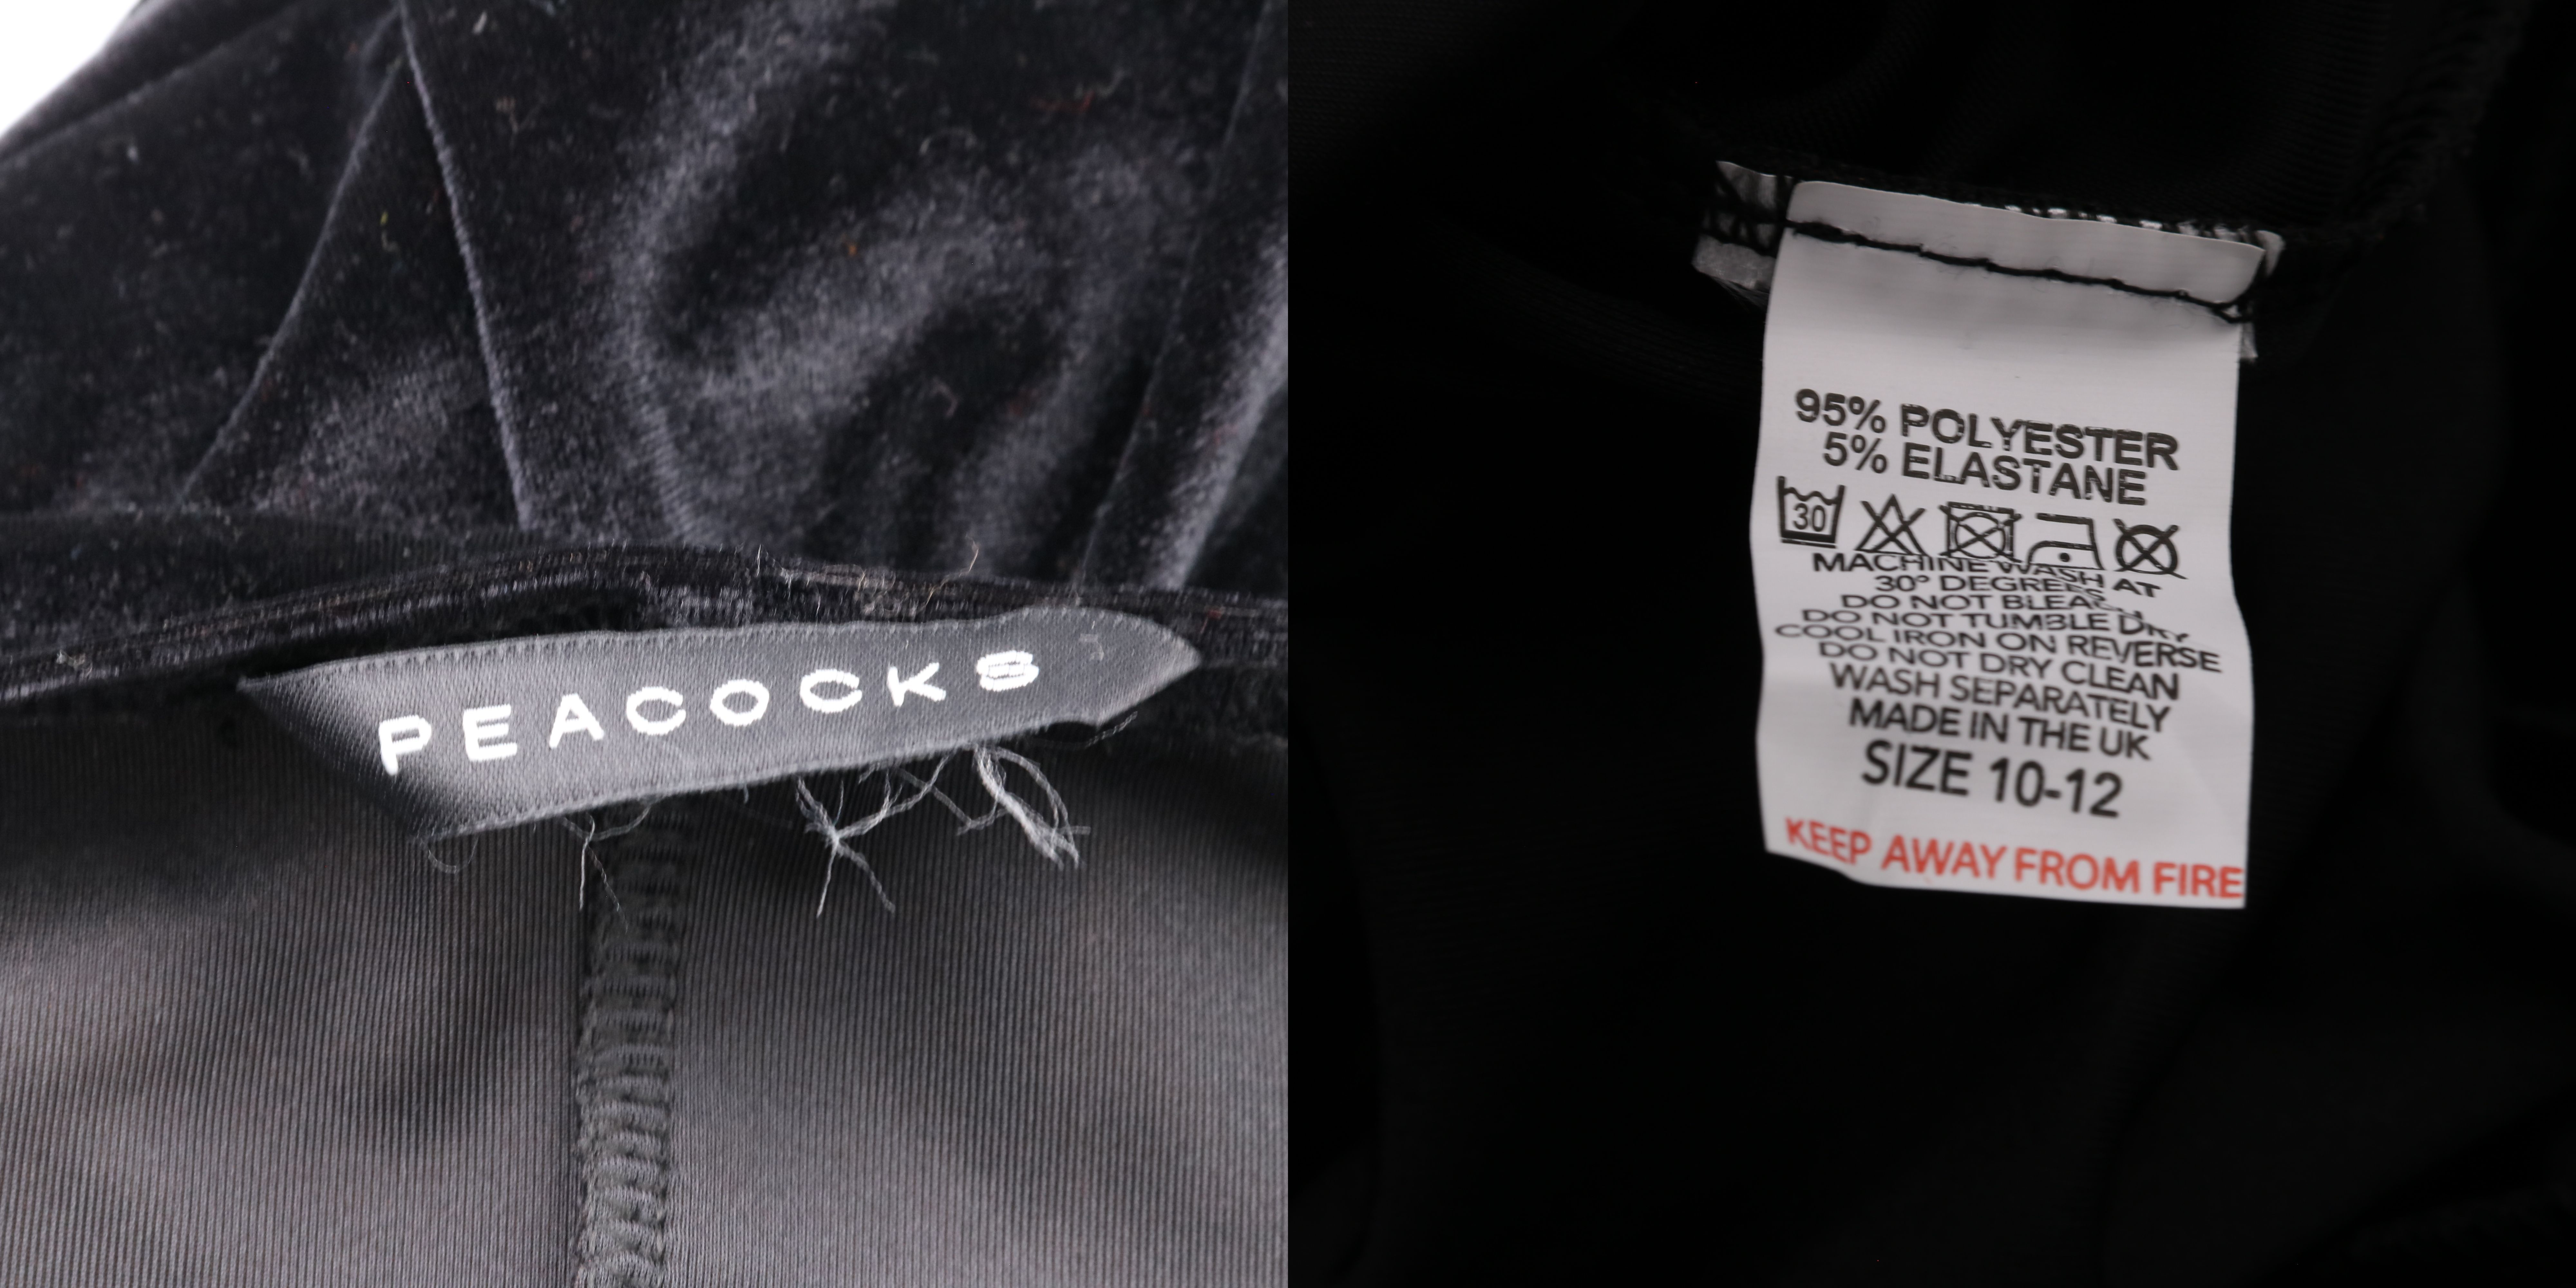 PEACOCKS
95% POLYESTER
5% ELASTANE
30
MACHINE WASH AT
30° DEGREES
DO NOT BLEACH
DO NOT TUMBLE DRY
COOL IRON ON REVERSE
DO NOT DRY CLEAN
WASH SEPARATELY
MADE IN THE UK
SIZE 10-12
KEEP AWAY FROM FIRE